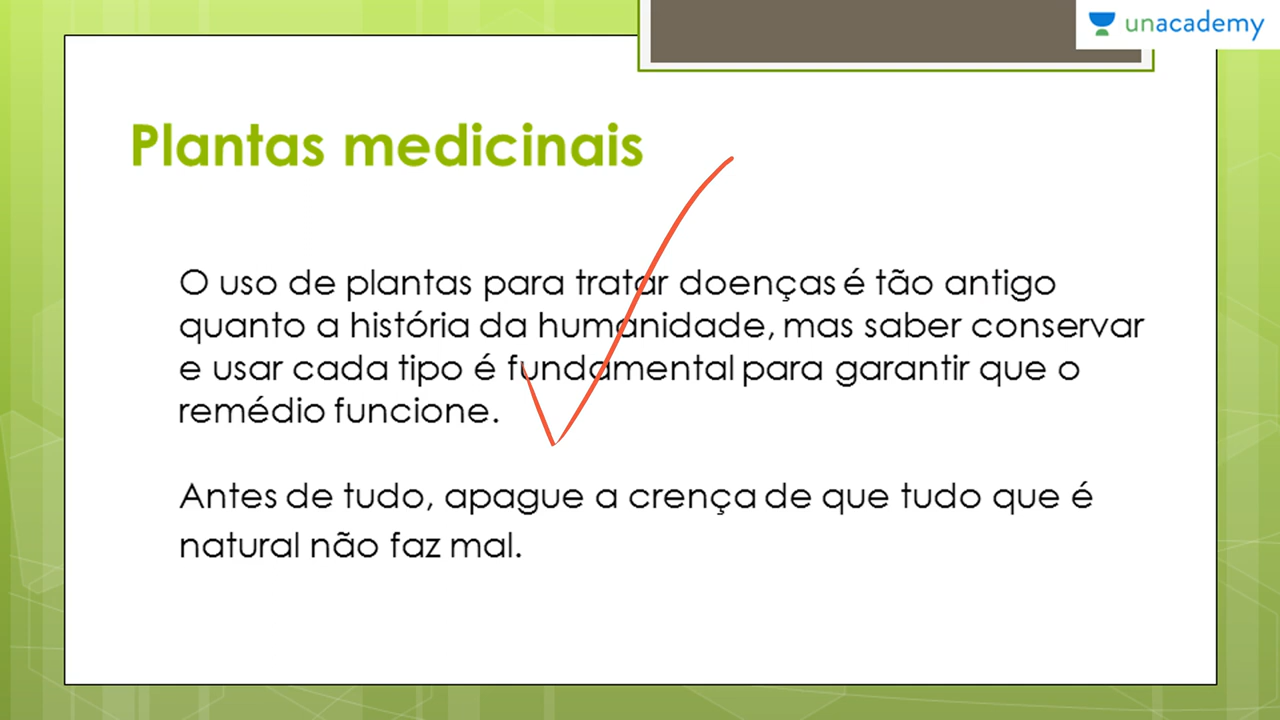 unacademy
Plantas medicinais
O uso de plantas para tratar doenças é tão antigo
quanto a história da humanidade, mas saber conservar
e usar cada tipo é fundamental para garantir que o
remédio funcione.
Antes de tudo, apague a crença de que tudo que é
natural não faz mal.